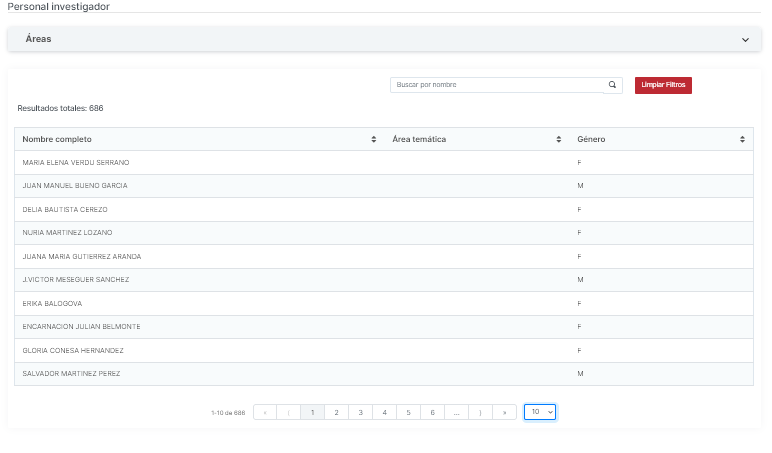 Personal investigador
Áreas
Buscar por nombre
Limpiar Filtros
Resultados totales: 686
Nombre completo Área temática Género
MARIA ELENA VERDU SERRANO F
JUAN MANUEL BUENO GARCIA M
DELIA BAUTISTA CEREZO F
NURIA MARTINEZ LOZANO F
JUANA MARIA GUTIERREZ ARANDA F
J.VICTOR MESEGUER SANCHEZ M
ERIKA BALOGOVA F
ENCARNACION JULIAN BELMONTE F
GLORIA CONESA HERNANDEZ F
SALVADOR MARTINEZ PEREZ M
1-10 de 686 « ⟨ 1 2 3 4 5 6 ... ⟩ » 10